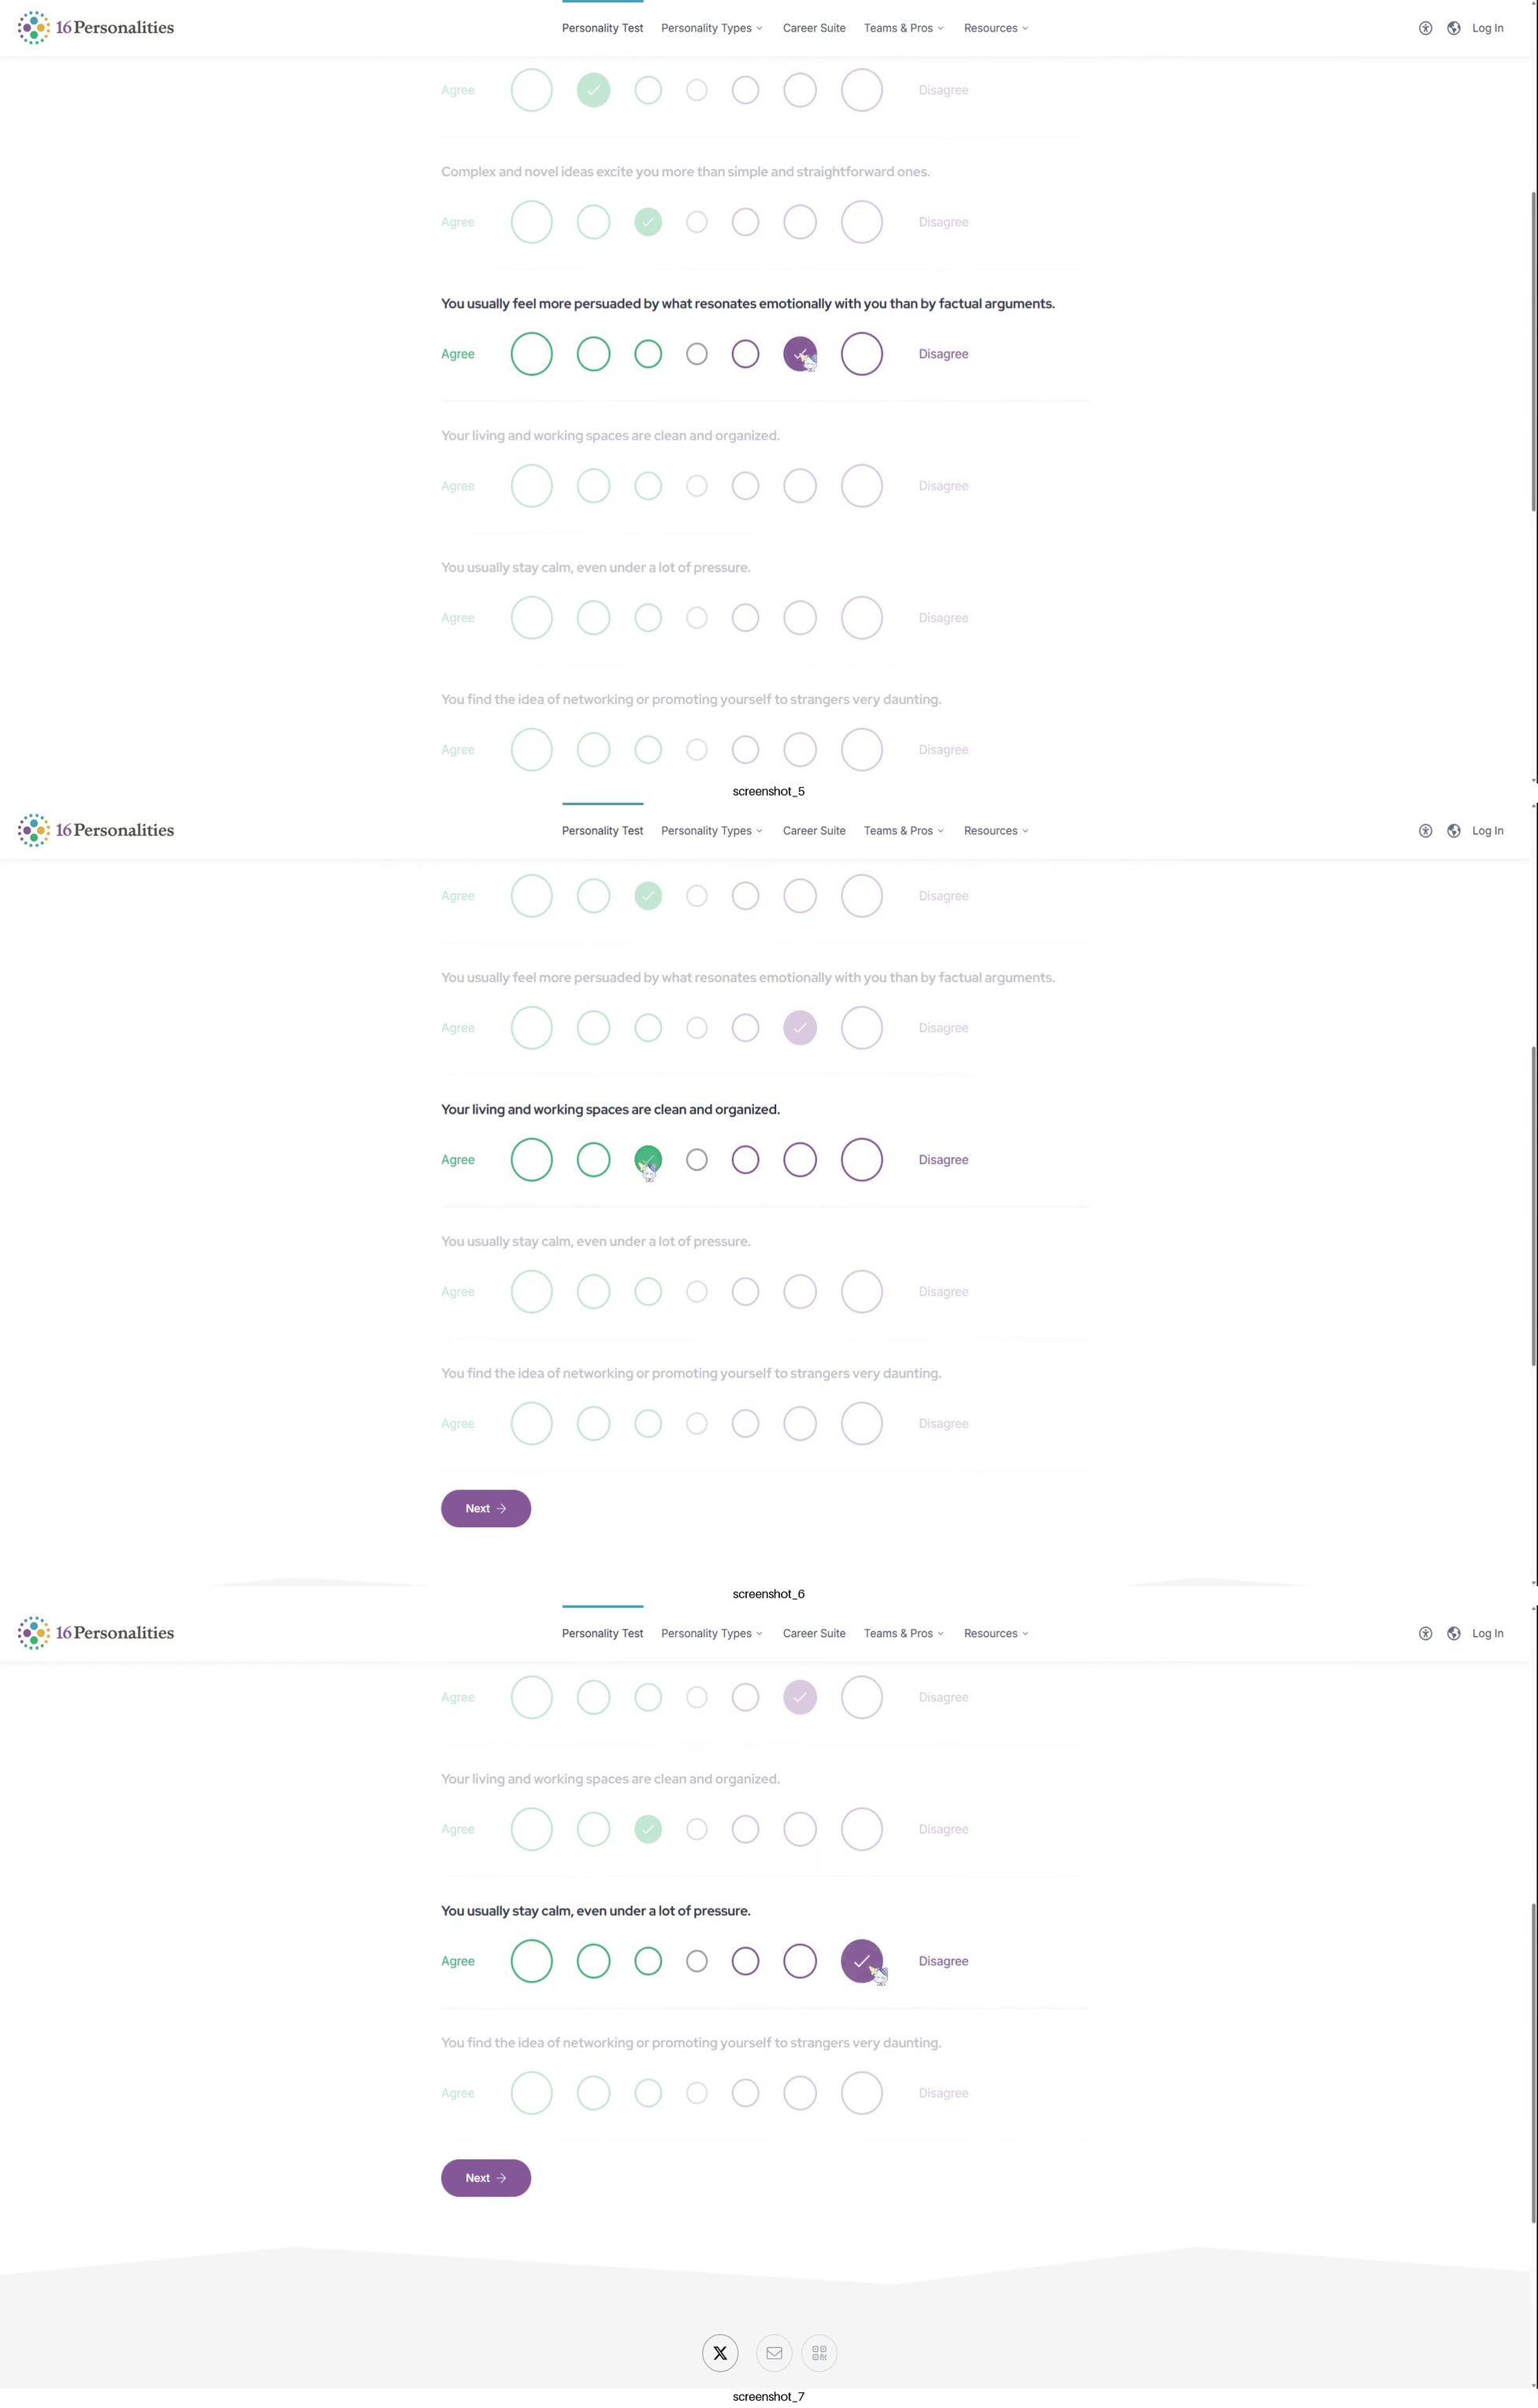 16Personalities Personality Test Personality Types Career Suite Teams & Pros Resources Log In
Agree Disagree
Complex and novel ideas excite you more than simple and straightforward ones.
Agree Disagree
You usually feel more persuaded by what resonates emotionally with you than by factual arguments.
Agree Disagree
Your living and working spaces are clean and organized.
Agree Disagree
You usually stay calm, even under a lot of pressure.
Agree Disagree
You find the idea of networking or promoting yourself to strangers very daunting.
Agree Disagree
screenshot_5
16Personalities Personality Test Personality Types Career Suite Teams & Pros Resources Log In
Agree Disagree
You usually feel more persuaded by what resonates emotionally with you than by factual arguments.
Agree Disagree
Your living and working spaces are clean and organized.
Agree Disagree
You usually stay calm, even under a lot of pressure.
Agree Disagree
You find the idea of networking or promoting yourself to strangers very daunting.
Agree Disagree
Next →
screenshot_6
16Personalities Personality Test Personality Types Career Suite Teams & Pros Resources Log In
Agree Disagree
Your living and working spaces are clean and organized.
Agree Disagree
You usually stay calm, even under a lot of pressure.
Agree Disagree
You find the idea of networking or promoting yourself to strangers very daunting.
Agree Disagree
Next →
screenshot_7